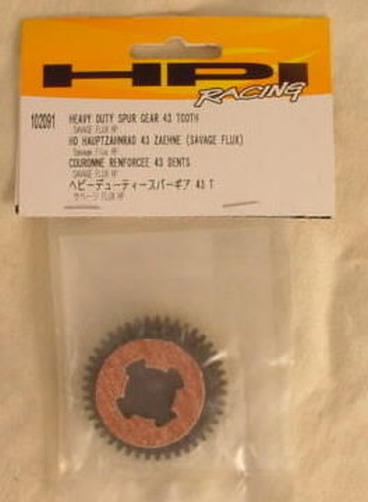 HPI
RACING
102091 HEAVY DUTY SPUR GEAR 43 TOOTH
SAVAGE FLUX HP
HD HAUPTZAHNRAD 43 ZAEHNE (SAVAGE FLUX)
Savage Flux HP
COURONNE RENFORCEE 43 DENTS
SAVAGE FLUX HP
ヘビーデューティースパーギア 43 T
サベージ FLUX HP